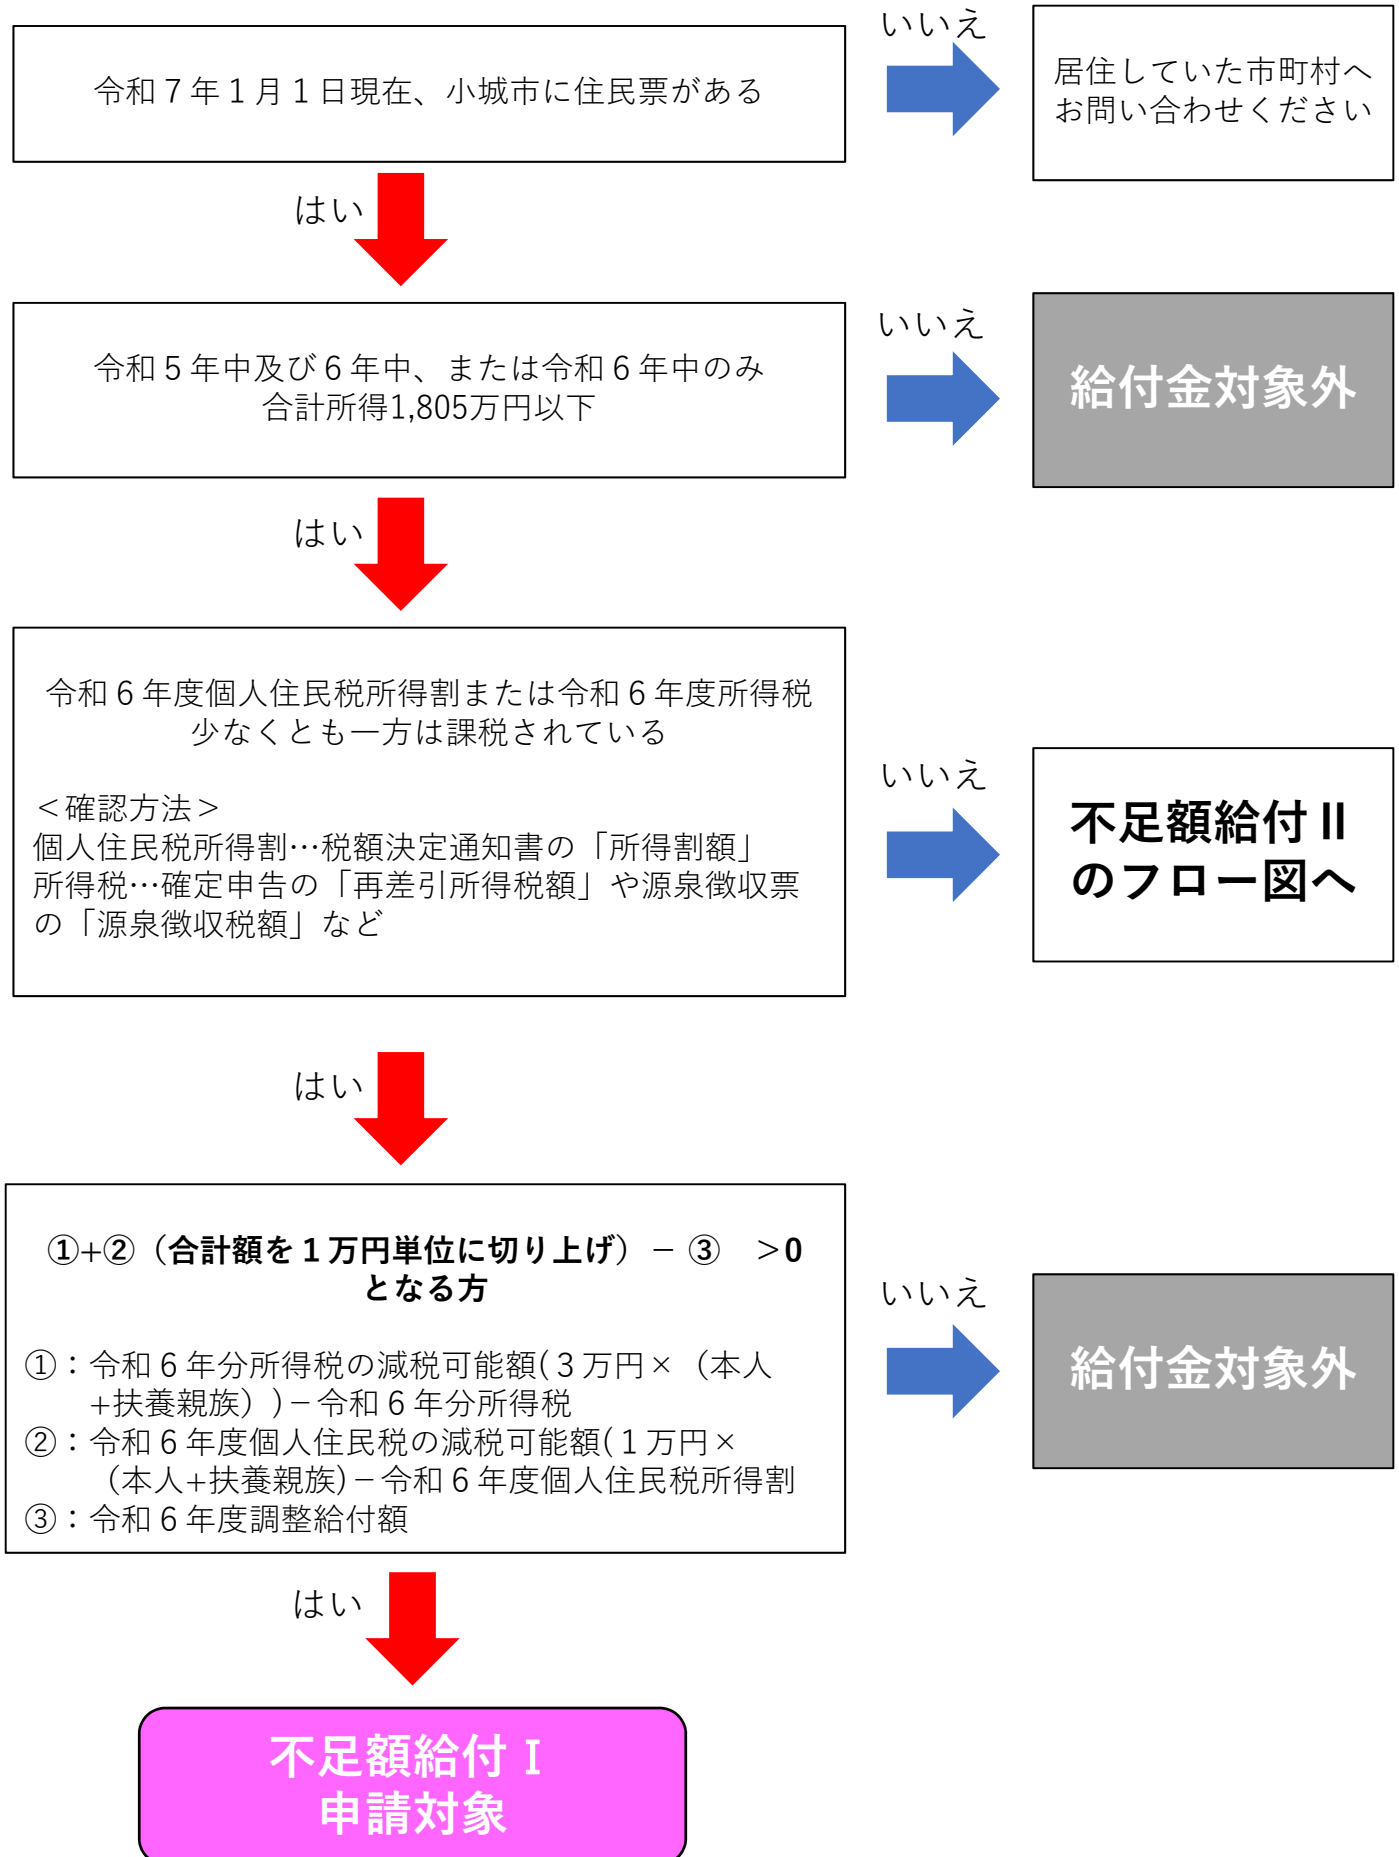 令和７年１月１日現在、小城市に住民票がある
いいえ
居住していた市町村へ
お問い合わせください
はい
令和５年中及び６年中、または令和６年中のみ
合計所得1,805万円以下
いいえ
給付金対象外
はい
令和６年度個人住民税所得割または令和６年度所得税
少なくとも一方は課税されている
＜確認方法＞
個人住民税所得割…税額決定通知書の「所得割額」
所得税…確定申告の「再差引所得税額」や源泉徴収票
の「源泉徴収税額」など
いいえ
不足額給付Ⅱ
のフロー図へ
はい
①+②（合計額を１万円単位に切り上げ）－ ③　＞0
となる方
①：令和６年分所得税の減税可能額(３万円×（本人
+扶養親族）)－令和６年分所得税
②：令和６年度個人住民税の減税可能額(１万円×
（本人+扶養親族)－令和６年度個人住民税所得割
③：令和６年度調整給付額
いいえ
給付金対象外
はい
不足額給付Ⅰ
申請対象